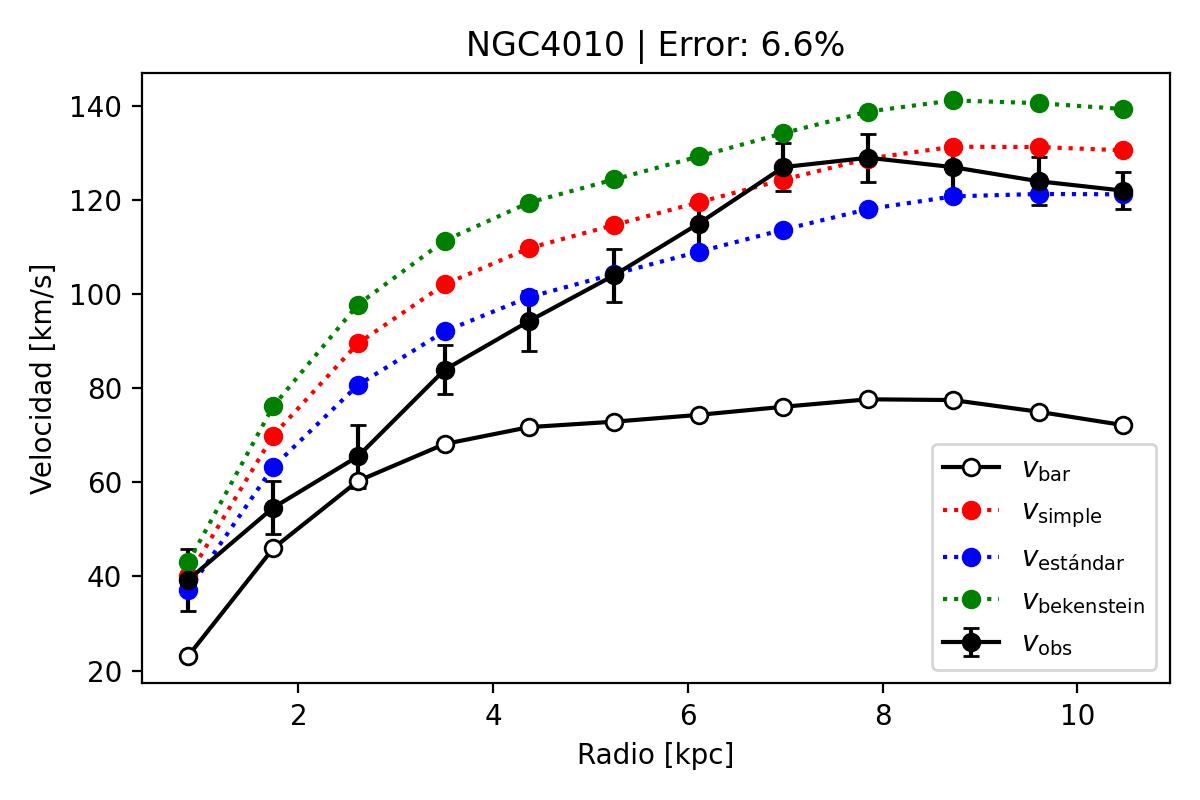 NGC4010 | Error: 6.6%
Velocidad [km/s]
140
120
100
80
60
40
20
v_bar
v_simple
v_estándar
v_bekenstein
v_obs
2 4 6 8 10
Radio [kpc]